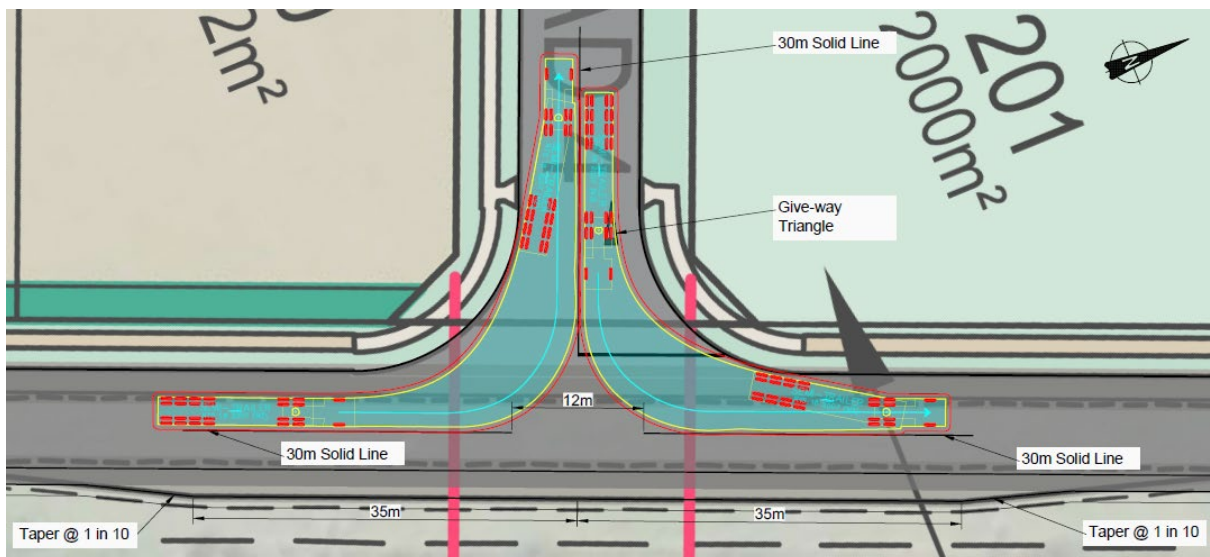 2m²
30m Solid Line
201
2000m²
N
Give-way
Triangle
12m
30m Solid Line
30m Solid Line
35m
35m
Taper @ 1 in 10
Taper @ 1 in 10